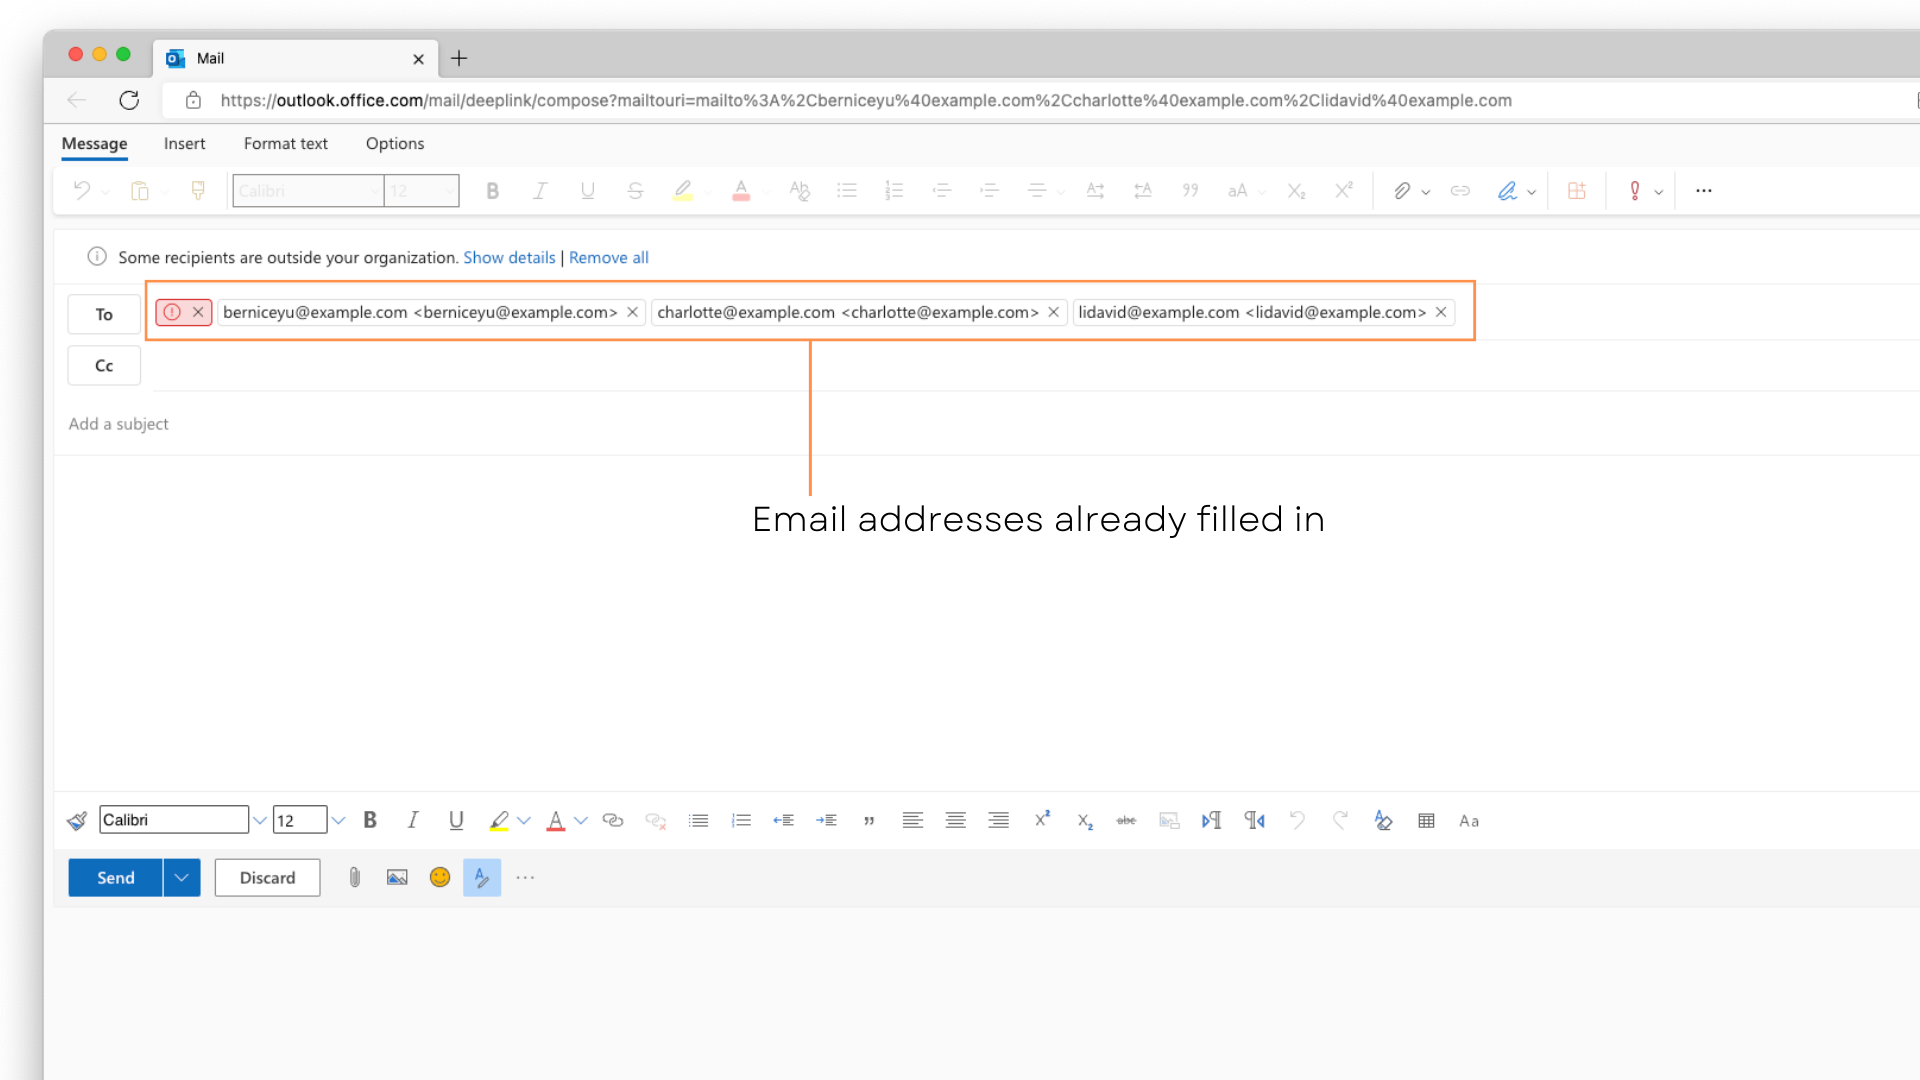 Mail
https://outlook.office.com/mail/deeplink/compose?mailtouri=mailto%3A%2Cberniceyu%40example.com%2Ccharlotte%40example.com%2Clidavid%40example.com
Message Insert Format text Options
Calibri 12
Some recipients are outside your organization. Show details | Remove all
To berniceyu@example.com <berniceyu@example.com> charlotte@example.com <charlotte@example.com> lidavid@example.com <lidavid@example.com>
Cc
Add a subject
Email addresses already filled in
Calibri 12 B I U A abc Aa
Send Discard